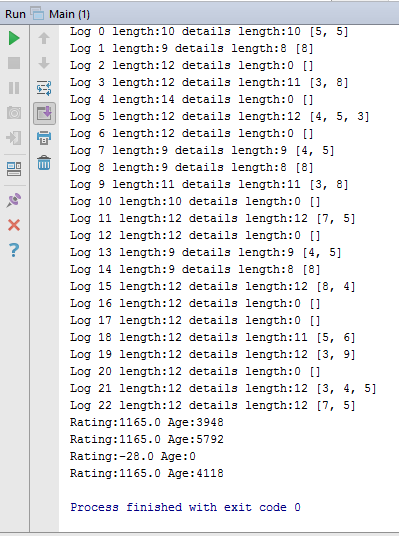 Run Main (1)
Log 0 length:10 details length:10 [5, 5]
Log 1 length:9 details length:8 [8]
Log 2 length:12 details length:0 []
Log 3 length:12 details length:11 [3, 8]
Log 4 length:14 details length:0 []
Log 5 length:12 details length:12 [4, 5, 3]
Log 6 length:12 details length:0 []
Log 7 length:9 details length:9 [4, 5]
Log 8 length:9 details length:8 [8]
Log 9 length:11 details length:11 [3, 8]
Log 10 length:10 details length:0 []
Log 11 length:12 details length:12 [7, 5]
Log 12 length:12 details length:0 []
Log 13 length:9 details length:9 [4, 5]
Log 14 length:9 details length:8 [8]
Log 15 length:12 details length:12 [8, 4]
Log 16 length:12 details length:0 []
Log 17 length:12 details length:0 []
Log 18 length:12 details length:11 [5, 6]
Log 19 length:12 details length:12 [3, 9]
Log 20 length:12 details length:0 []
Log 21 length:12 details length:12 [3, 4, 5]
Log 22 length:12 details length:12 [7, 5]
Rating:1165.0 Age:3948
Rating:1165.0 Age:5792
Rating:-28.0 Age:0
Rating:1165.0 Age:4118
Process finished with exit code 0